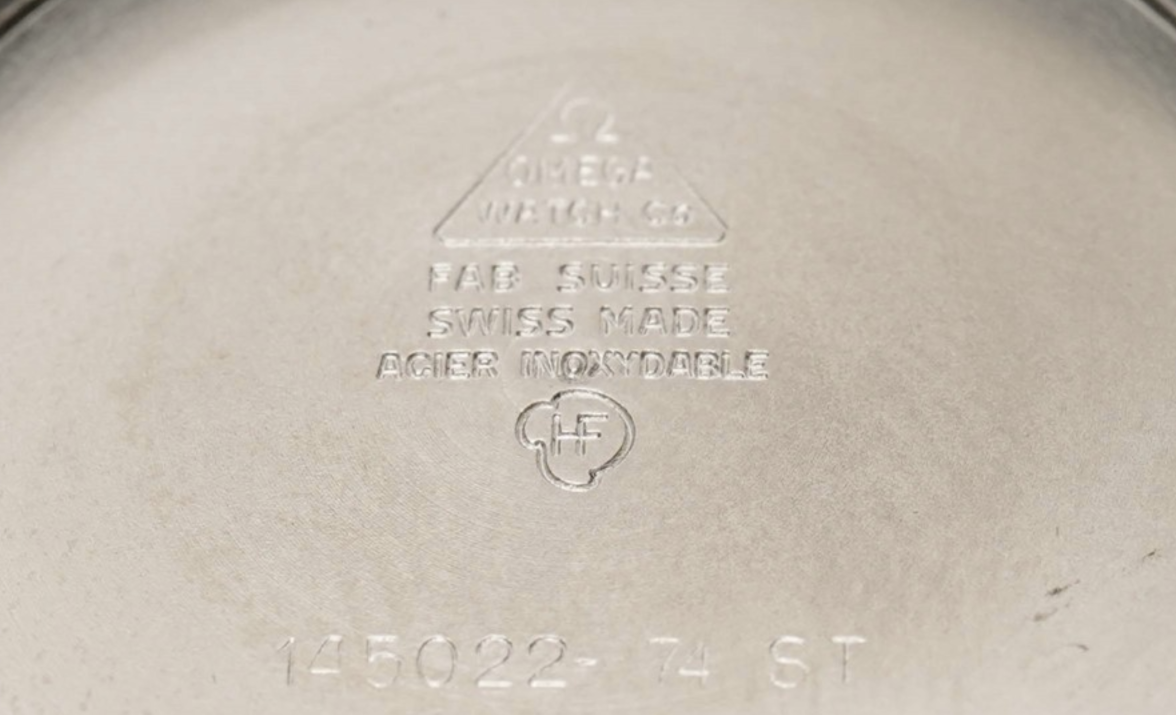 Ω
OMEGA
WATCH Co
FAB SUISSE
SWISS MADE
ACIER INOXYDABLE
HF
145022-74 ST